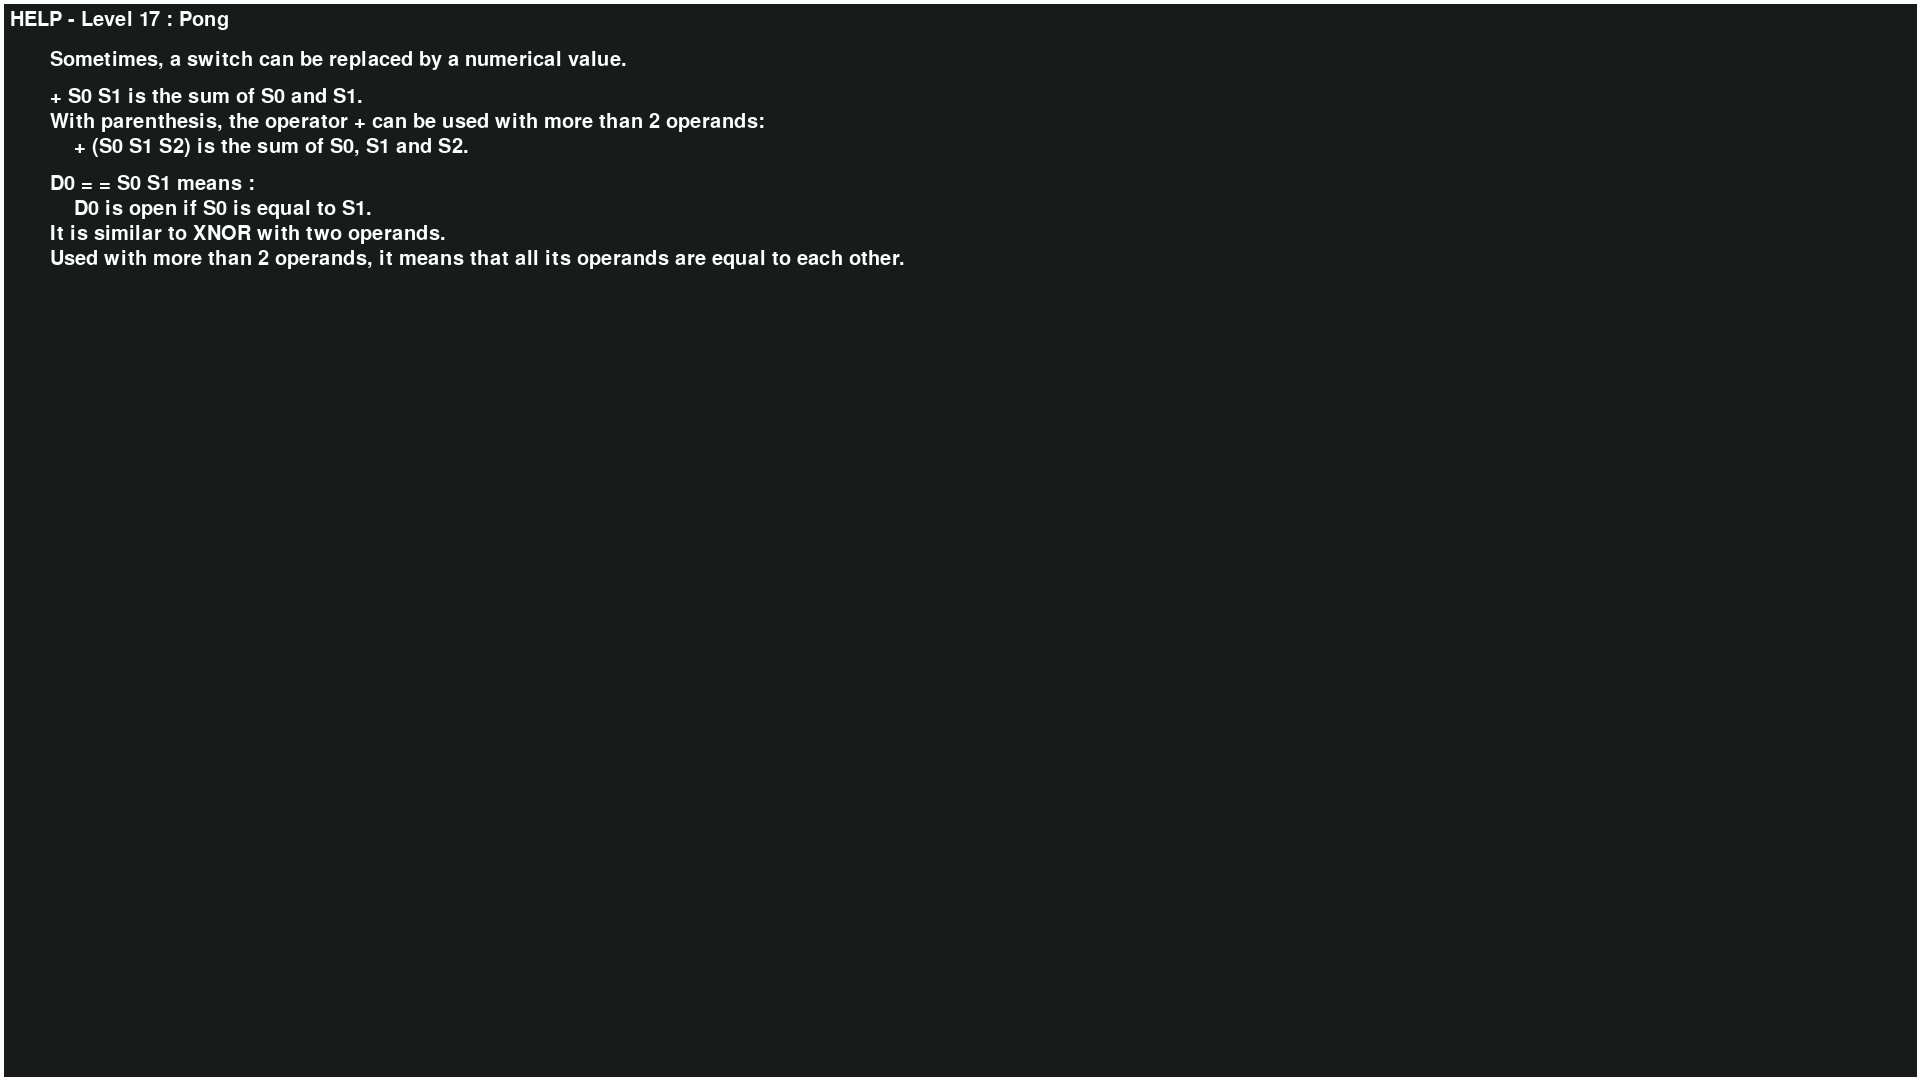 HELP - Level 17 : Pong
Sometimes, a switch can be replaced by a numerical value.
+ S0 S1 is the sum of S0 and S1.
With parenthesis, the operator + can be used with more than 2 operands:
+ (S0 S1 S2) is the sum of S0, S1 and S2.
D0 = = S0 S1 means :
D0 is open if S0 is equal to S1.
It is similar to XNOR with two operands.
Used with more than 2 operands, it means that all its operands are equal to each other.